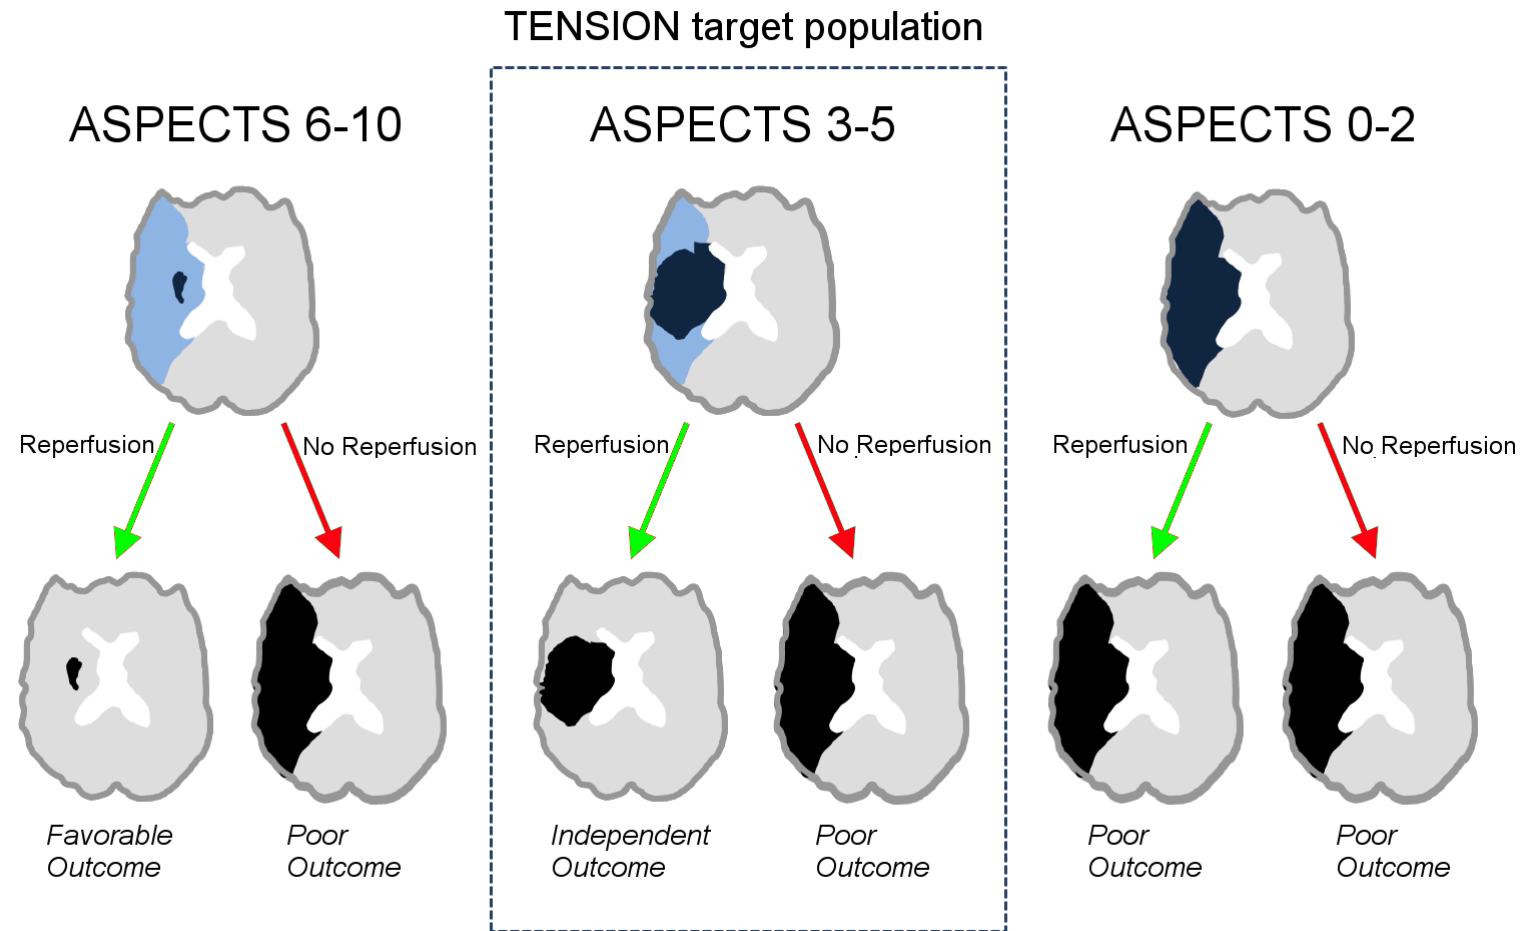 TENSION target population
ASPECTS 6-10
ASPECTS 3-5
ASPECTS 0-2
Reperfusion
No Reperfusion
Reperfusion
No Reperfusion
Reperfusion
No Reperfusion
Favorable
Outcome
Poor
Outcome
Independent
Outcome
Poor
Outcome
Poor
Outcome
Poor
Outcome